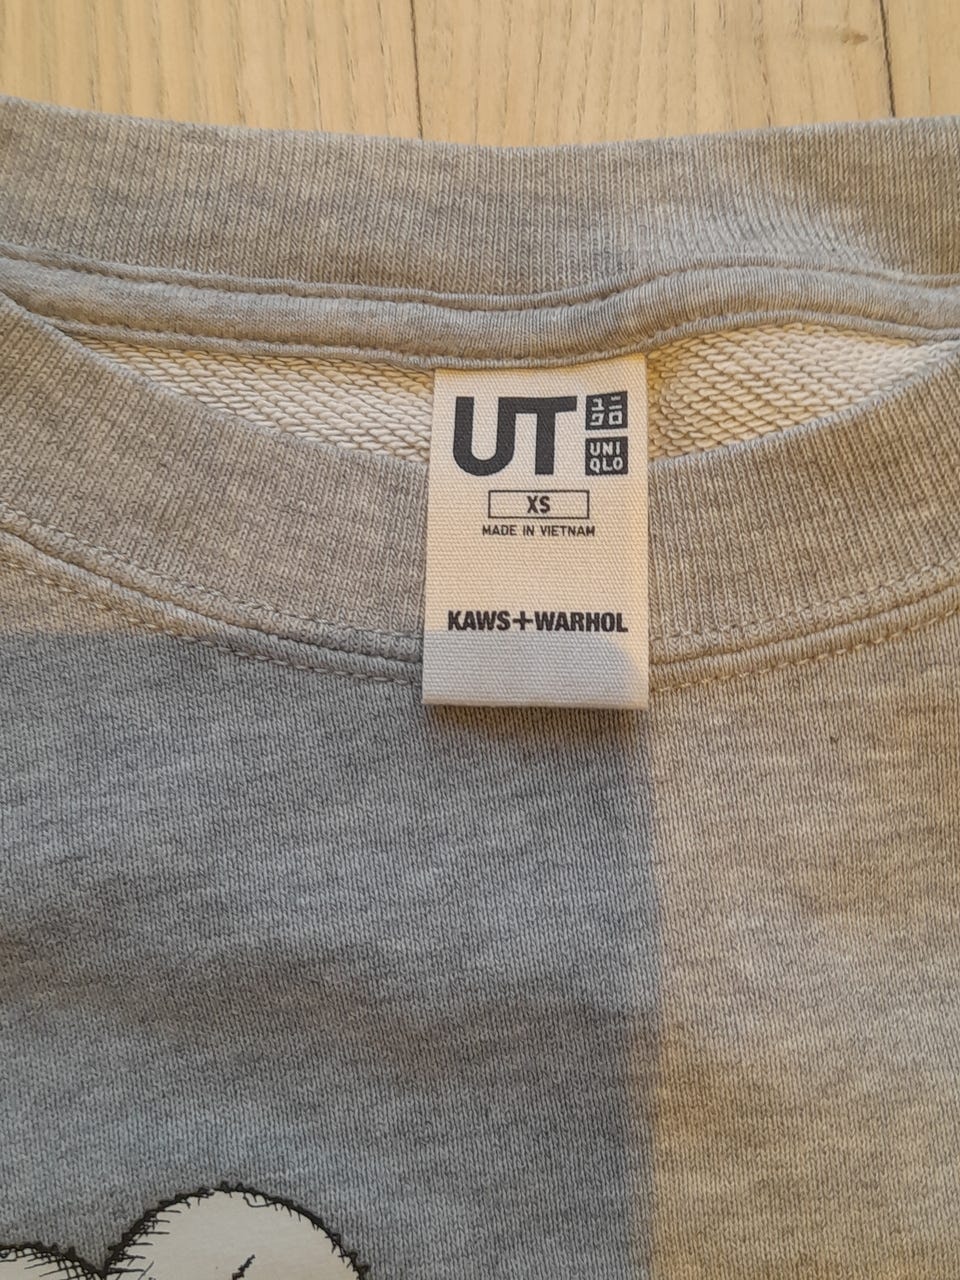 UT
ユニ
クロ
UNI
QLO
XS
MADE IN VIETNAM
KAWS+WARHOL